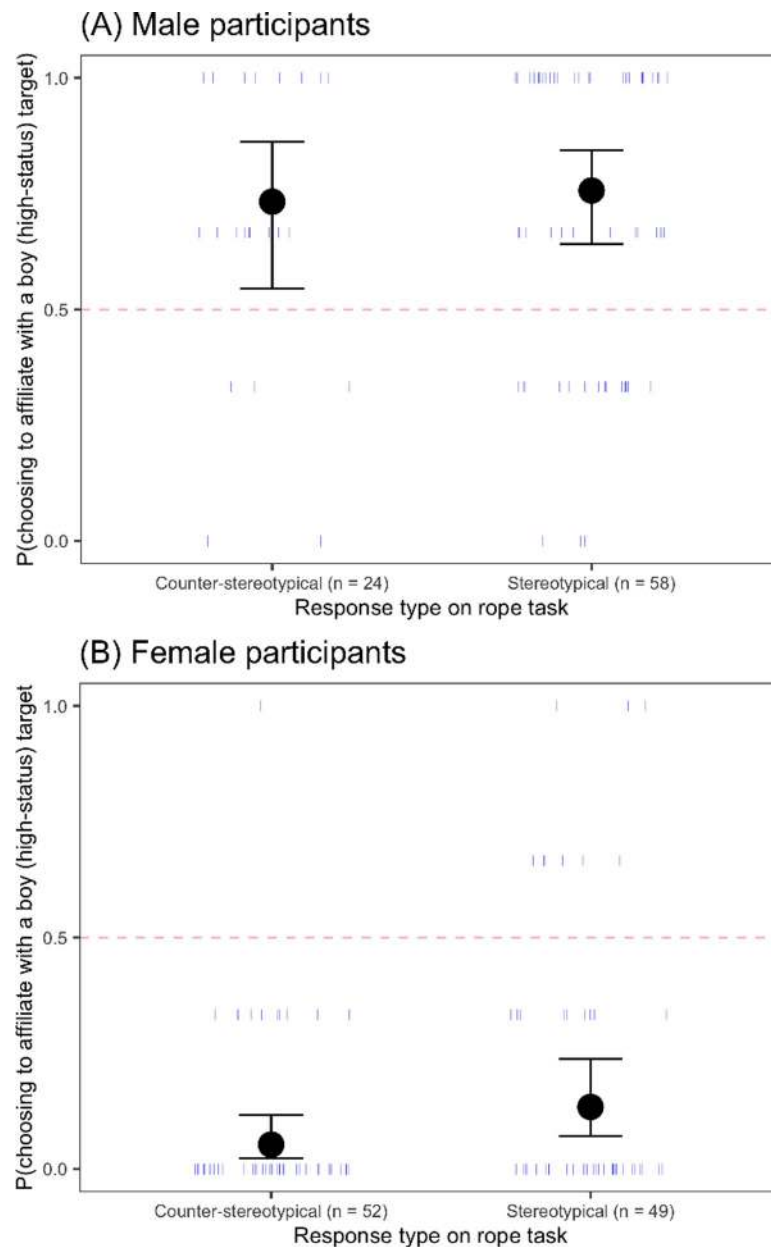 (A) Male participants
P(choosing to affiliate with a boy (high-status) target)
1.0
0.5
0.0
Counter-stereotypical (n = 24)
Stereotypical (n = 58)
Response type on rope task
(B) Female participants
P(choosing to affiliate with a boy (high-status) target)
1.0
0.5
0.0
Counter-stereotypical (n = 52)
Stereotypical (n = 49)
Response type on rope task